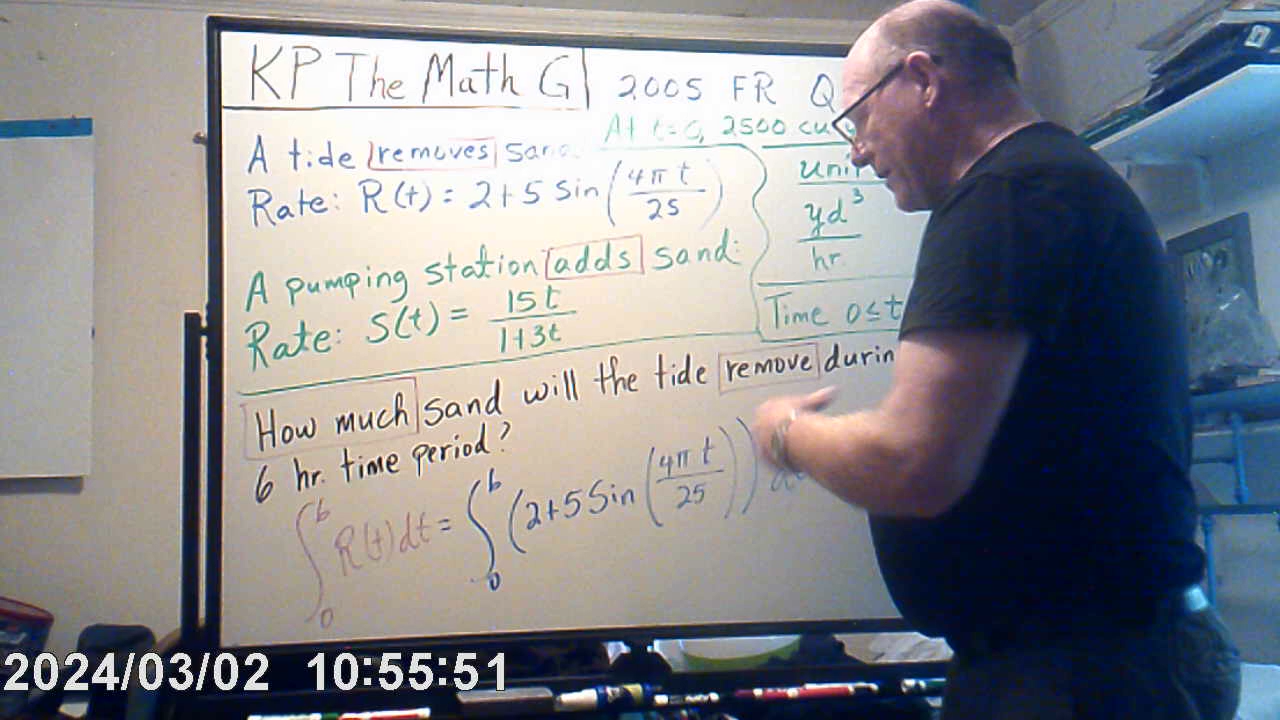 KP The Math G 2005 FR Q
At t=0, 2500 cu
A tide removes sand
Rate: R(t) = 2+5 Sin(4πt/25)
unit
yd³/hr.
A pumping station adds sand:
Rate: S(t) = 15t/1+3t
Time 0≤t
How much sand will the tide remove durin
6 hr. time period?
∫₀⁶ R(t)dt = ∫₀⁶ (2+5 Sin(4πt/25))
2024/03/02 10:55:51